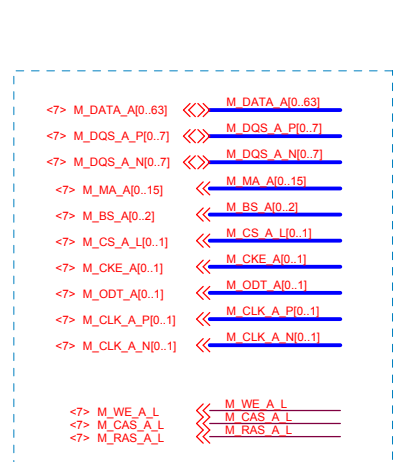 <7> M_DATA_A[0..63] M_DATA_A[0..63]
<7> M_DQS_A_P[0..7] M_DQS_A_P[0..7]
<7> M_DQS_A_N[0..7] M_DQS_A_N[0..7]
<7> M_MA_A[0..15] M_MA_A[0..15]
<7> M_BS_A[0..2] M_BS_A[0..2]
<7> M_CS_A_L[0..1] M_CS_A_L[0..1]
<7> M_CKE_A[0..1] M_CKE_A[0..1]
<7> M_ODT_A[0..1] M_ODT_A[0..1]
<7> M_CLK_A_P[0..1] M_CLK_A_P[0..1]
<7> M_CLK_A_N[0..1] M_CLK_A_N[0..1]
<7> M_WE_A_L M_WE_A_L
<7> M_CAS_A_L M_CAS_A_L
<7> M_RAS_A_L M_RAS_A_L